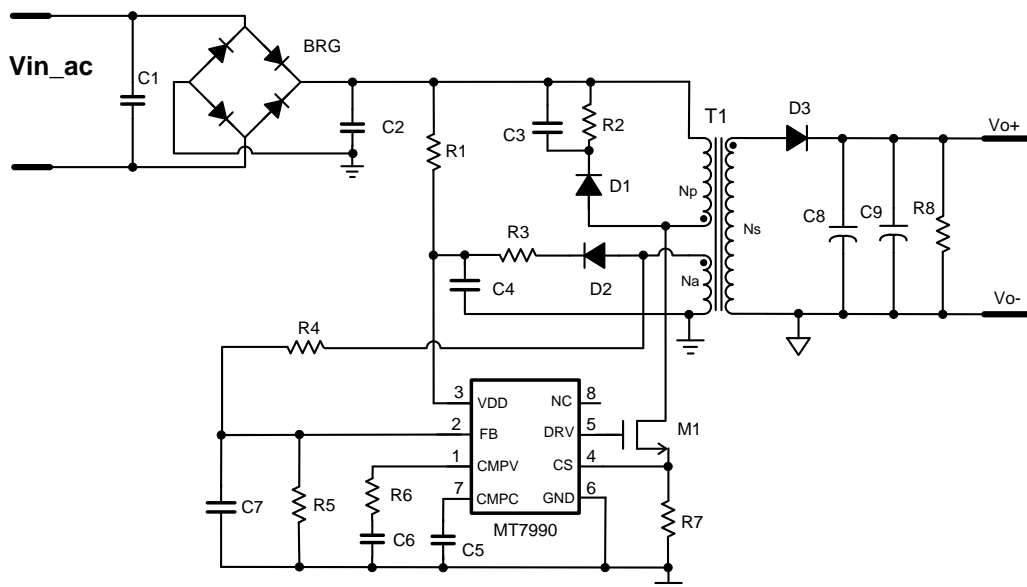 Vin_ac
C1
BRG
C2
R1
C3
R2
D1
T1
Np
Ns
Na
D3
Vo+
C8
C9
R8
Vo-
R3
D2
C4
R4
3
VDD
NC
8
2
FB
DRV
5
M1
1
CMPV
CS
4
7
CMPC
GND
6
MT7990
C7
R5
R6
C6
C5
R7